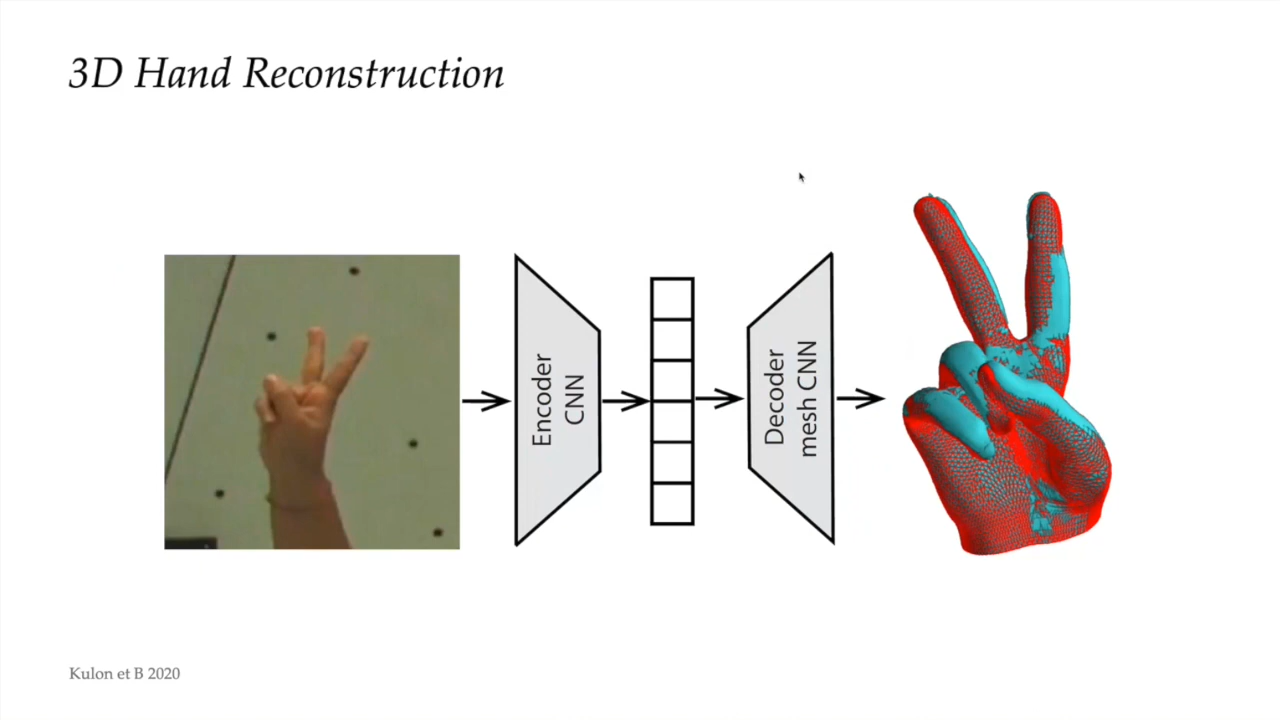 3D Hand Reconstruction
Encoder
CNN
Decoder
mesh CNN
Kulon et B 2020